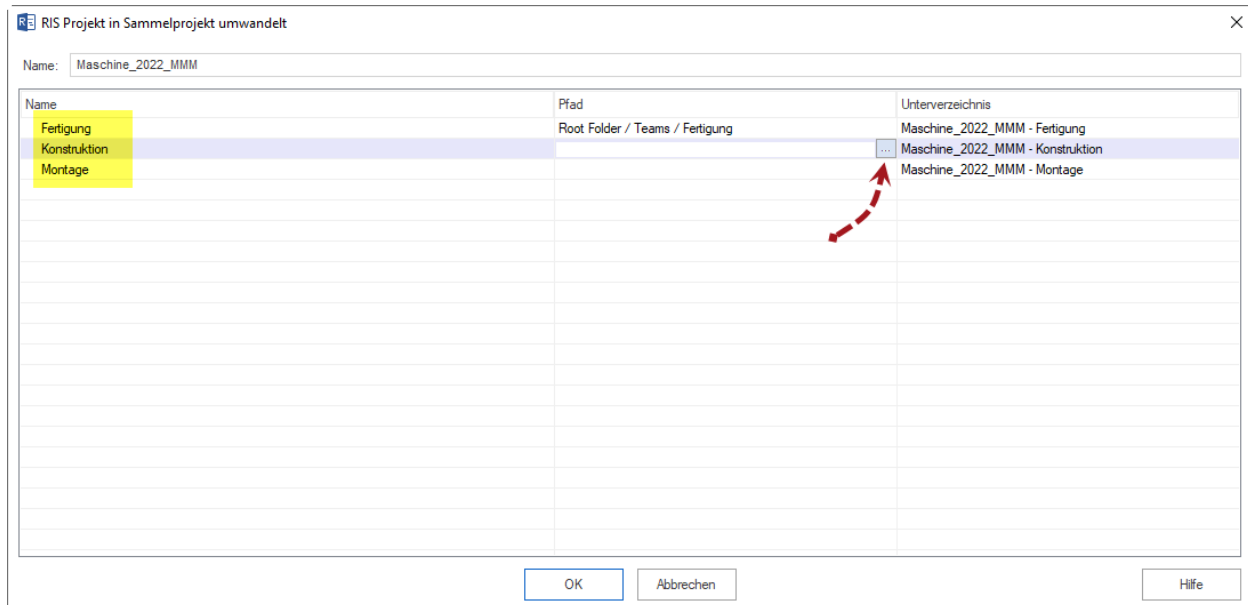 RIS Projekt in Sammelprojekt umwandelt
Name: Maschine_2022_MMM
Name Pfad Unterverzeichnis
Fertigung Root Folder / Teams / Fertigung Maschine_2022_MMM - Fertigung
Konstruktion ... Maschine_2022_MMM - Konstruktion
Montage Maschine_2022_MMM - Montage
OK Abbrechen Hilfe